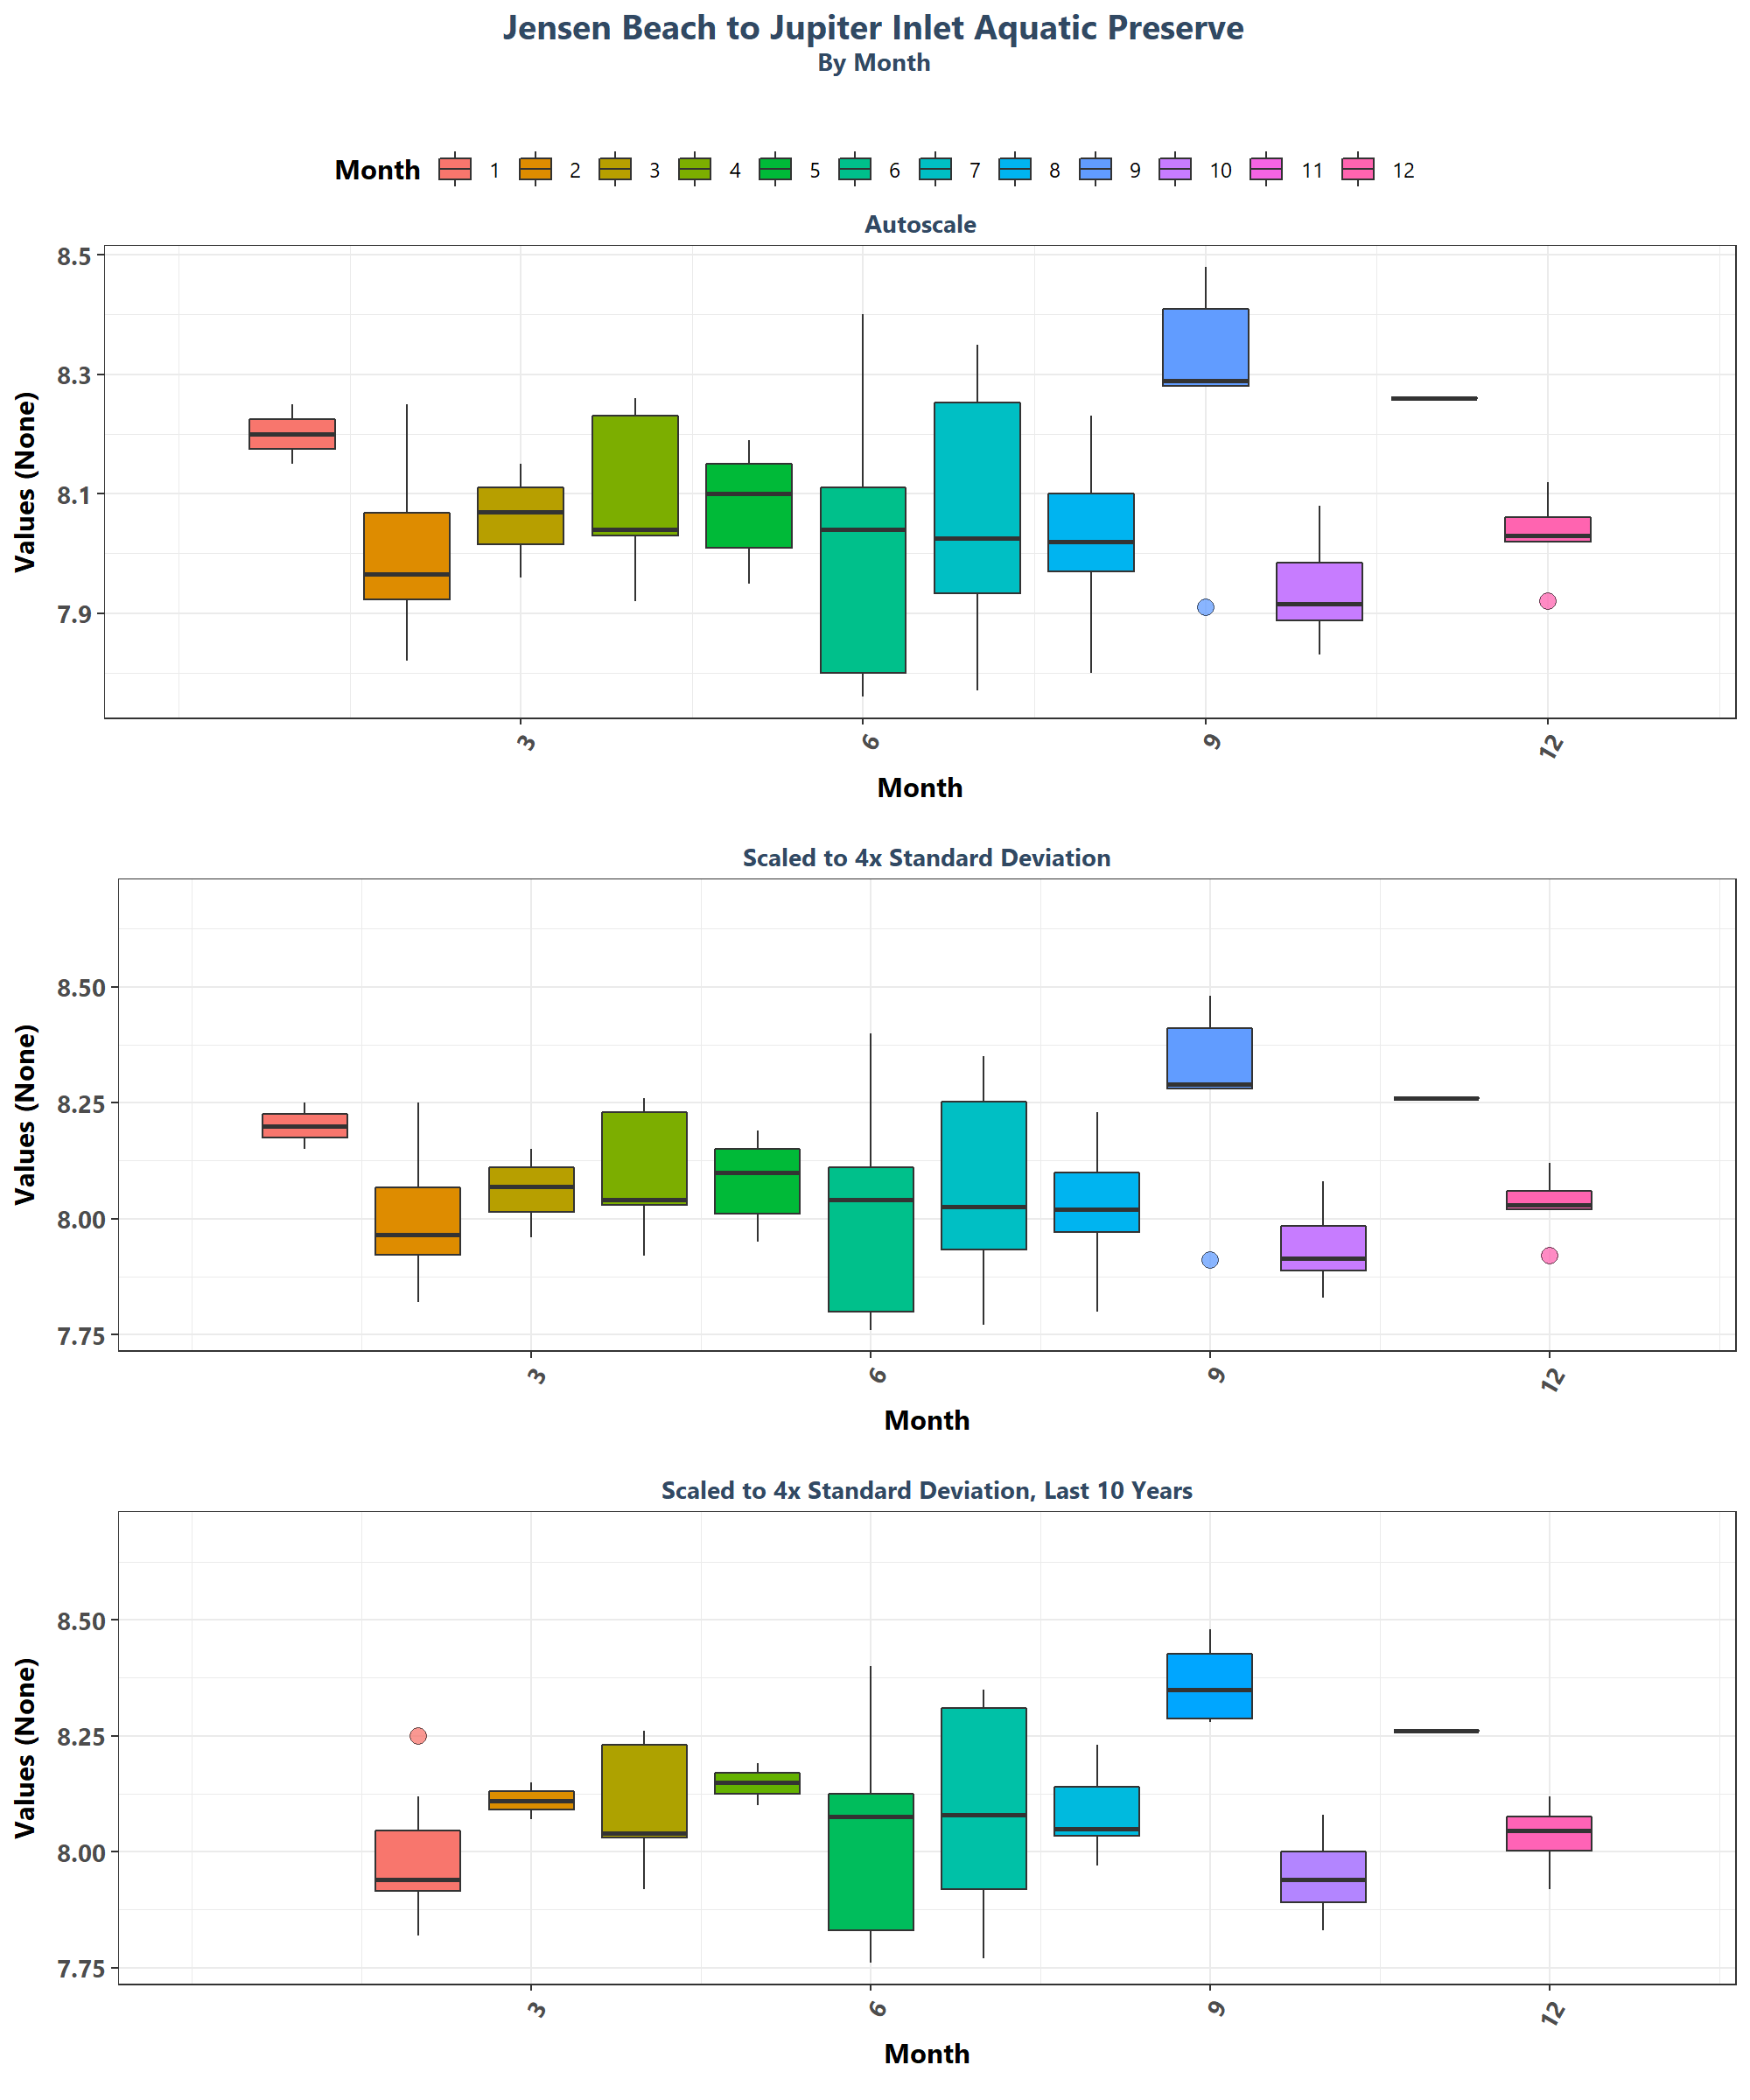 Jensen Beach to Jupiter Inlet Aquatic Preserve
By Month
Month 1 2 3 4 5 6 7 8 9 10 11 12
Autoscale
8.5
8.3
8.1
7.9
Values (None)
3 6 9 12
Month
Scaled to 4x Standard Deviation
8.50
8.25
8.00
7.75
Values (None)
3 6 9 12
Month
Scaled to 4x Standard Deviation, Last 10 Years
8.50
8.25
8.00
7.75
Values (None)
3 6 9 12
Month